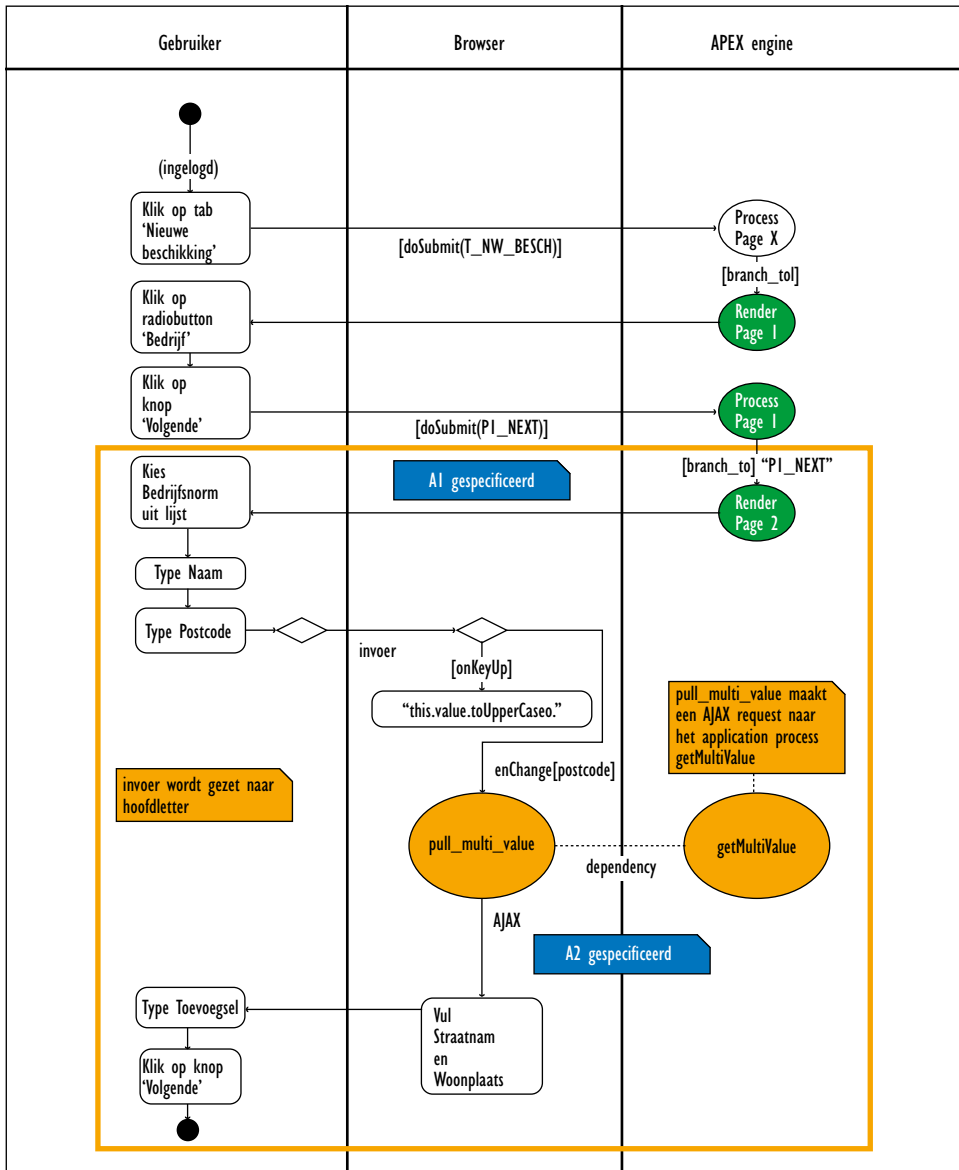 Gebruiker
Browser
APEX engine
(ingelogd)
Klik op tab
‘Nieuwe
beschikking’
[doSubmit(T_NW_BESCH)]
Process
Page X
[branch_tol]
Klik op
radiobutton
‘Bedrijf’
Render
Page 1
Klik op
knop
‘Volgende’
[doSubmit(P1_NEXT)]
Process
Page 1
[branch_to] “P1_NEXT”
A1 gespecificeerd
Kies
Bedrijfsnorm
uit lijst
Render
Page 2
Type Naam
Type Postcode
invoer
[onKeyUp]
“this.value.toUpperCaseo.”
pull_multi_value maakt
een AJAX request naar
het application process
getMultiValue
enChange[postcode]
invoer wordt gezet naar
hoofdletter
pull_multi_value
dependency
getMultiValue
AJAX
A2 gespecificeerd
Type Toevoegsel
Vul
Straatnam
en
Woonplaats
Klik op knop
‘Volgende’